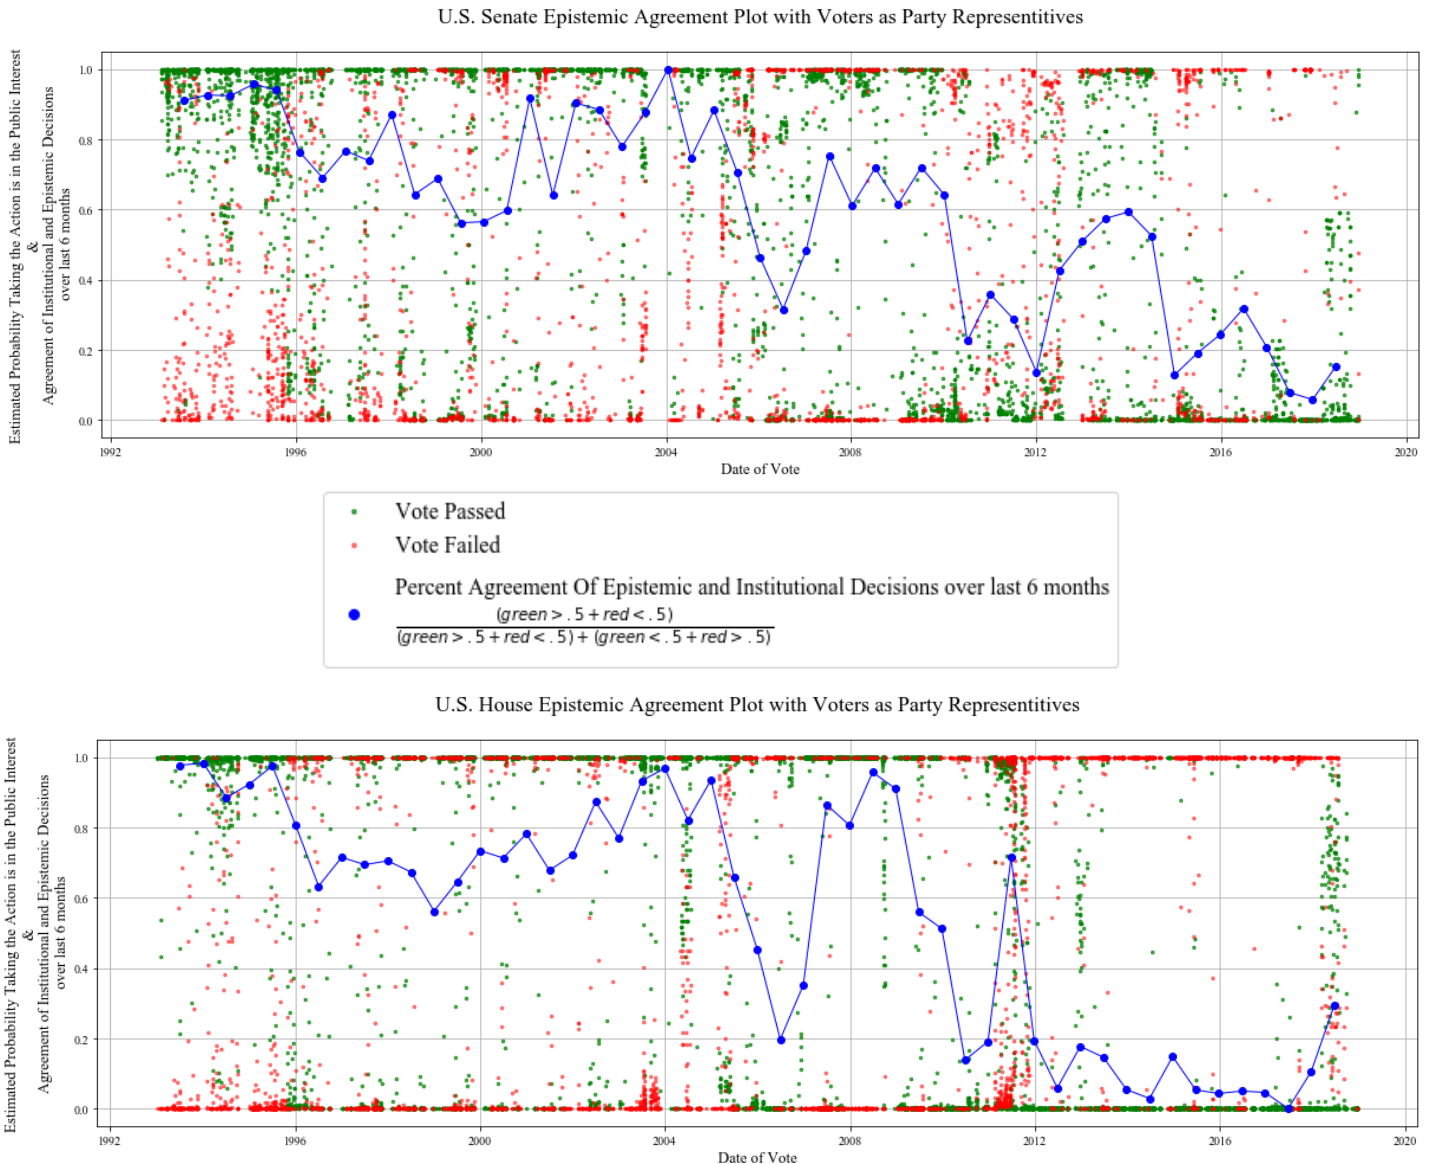 U.S. Senate Epistemic Agreement Plot with Voters as Party Representitives
Estimated Probability Taking the Action is in the Public Interest
&
Agreement of Institutional and Epistemic Decisions
over last 6 months
1.0
0.8
0.6
0.4
0.2
0.0
1992
1996
2000
2004
2008
2012
2016
2020
Date of Vote
Vote Passed
Vote Failed
Percent Agreement Of Epistemic and Institutional Decisions over last 6 months
(green > .5 + red < .5)
(green > .5 + red < .5) + (green < .5 + red > .5)
U.S. House Epistemic Agreement Plot with Voters as Party Representitives
Estimated Probability Taking the Action is in the Public Interest
&
Agreement of Institutional and Epistemic Decisions
over last 6 months
1.0
0.8
0.6
0.4
0.2
0.0
1992
1996
2000
2004
2008
2012
2016
2020
Date of Vote